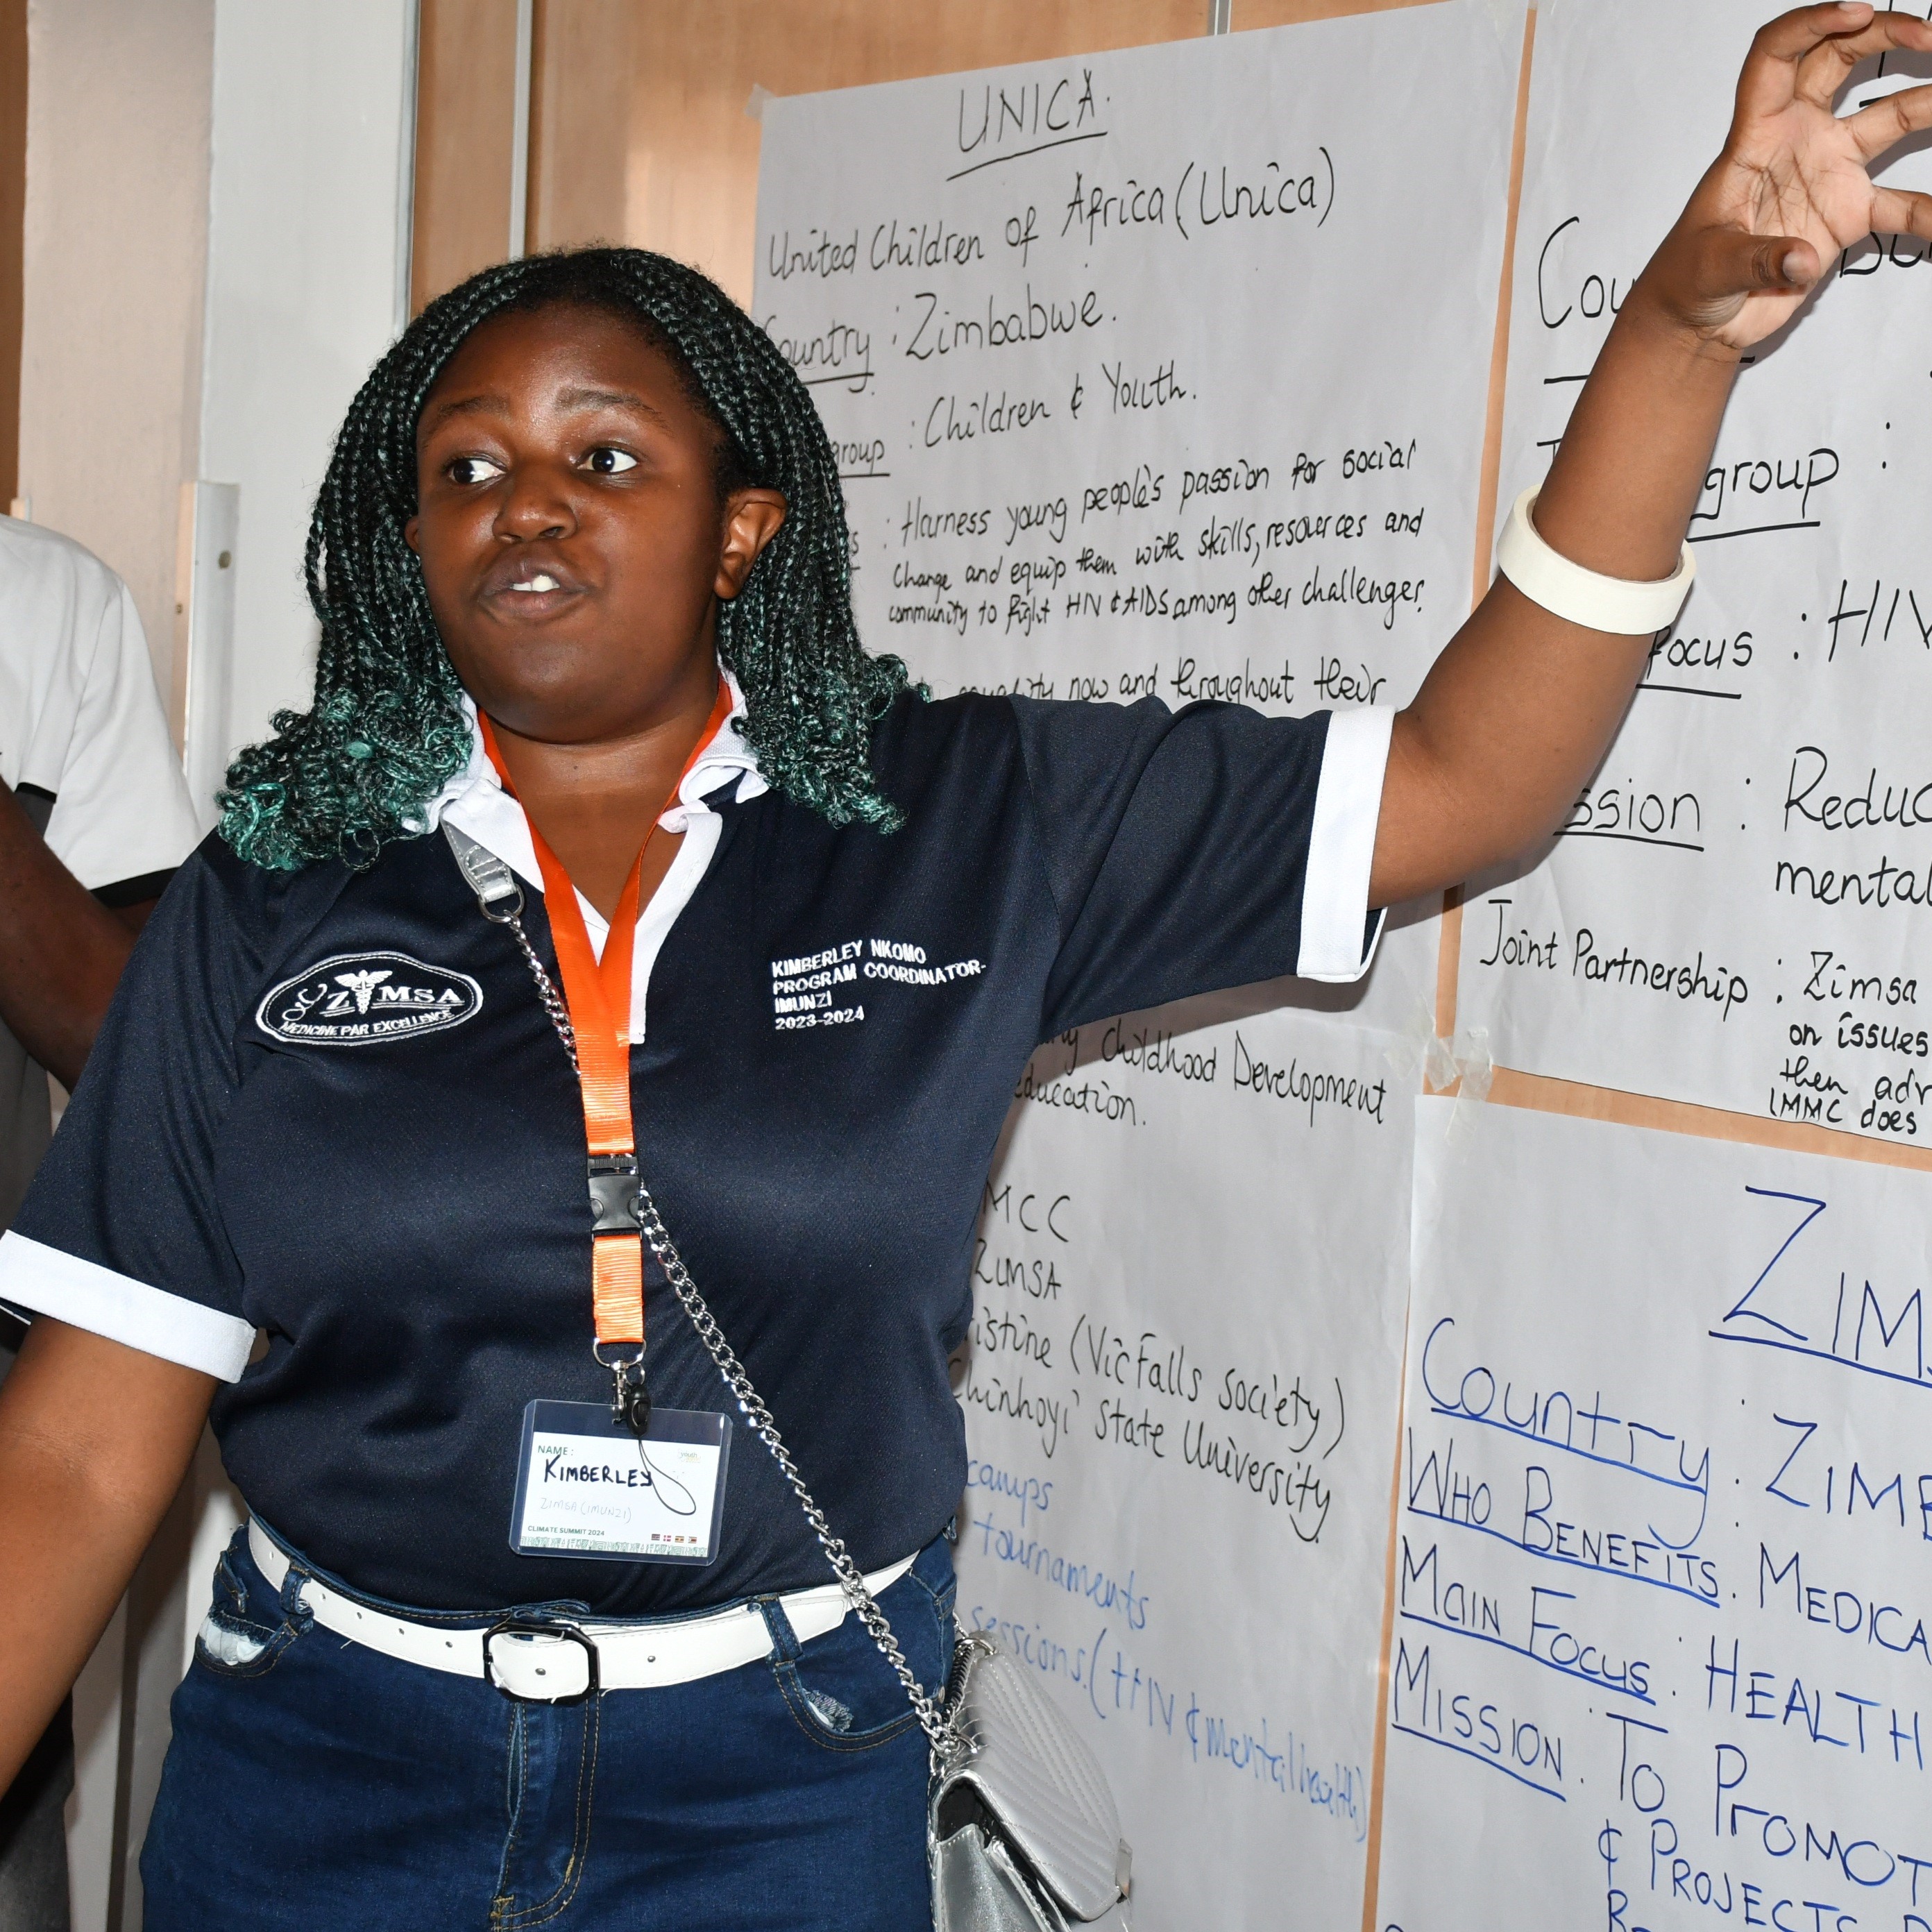 UNICA.
United Children of Africa (Unica)
Country : Zimbabwe.
group : Children & Youth.
: Harness young people's passion for social
Change and equip them with skills, resources and
community to fight HIV & AIDS among other challenges.
equality now and throughout their
Childhood Development
education.
MCC
ZIMSA
(Vic Falls Society)
Chinhoyi State University
camps
tournaments
sessions. (HIV & mental health)
group :
Focus : HIV
Mission : Reduc
mental
Joint Partnership : Zimsa
on issues
then adv
IMMC does
ZIMS
Country : ZIMB
WHO BENEFITS : MEDICA
MAIN FOCUS : HEALTH
MISSION : TO PROMOT
& PROJECTS
ZIMSA
MEDICINE PAR EXCELLENCE
KIMBERLEY NKOMO
PROGRAM COORDINATOR-
IMUNZI
2023-2024
NAME:
KIMBERLEY
ZIMSA (IMUNZI)
CLIMATE SUMMIT 2024